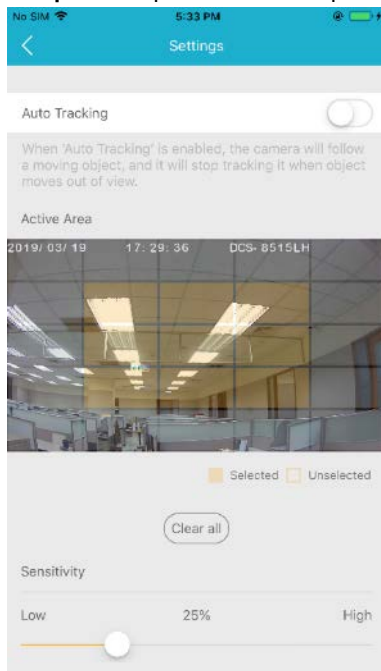 No SIM 5:33 PM
Settings
Auto Tracking
When 'Auto Tracking' is enabled, the camera will follow
a moving object, and it will stop tracking it when object
moves out of view.
Active Area
2019/ 03/ 19 17: 29: 36 DCS- 8515LH
Selected Unselected
Clear all
Sensitivity
Low 25% High